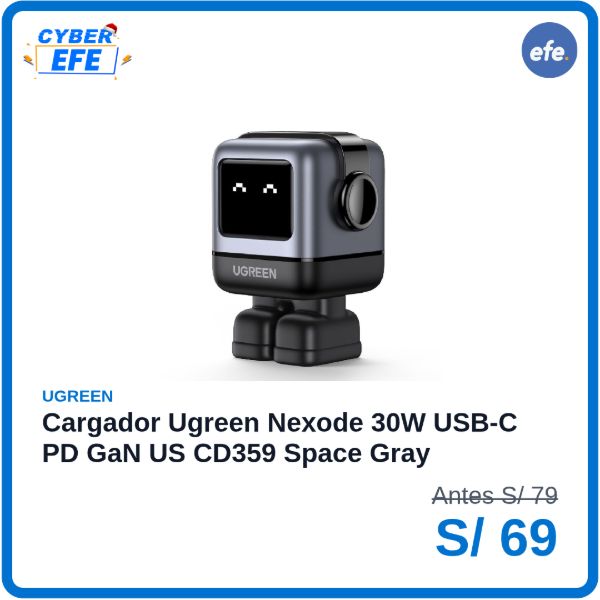 CYBER
EFE
efe.
UGREEN
UGREEN
Cargador Ugreen Nexode 30W USB-C
PD GaN US CD359 Space Gray
Antes S/ 79
S/ 69